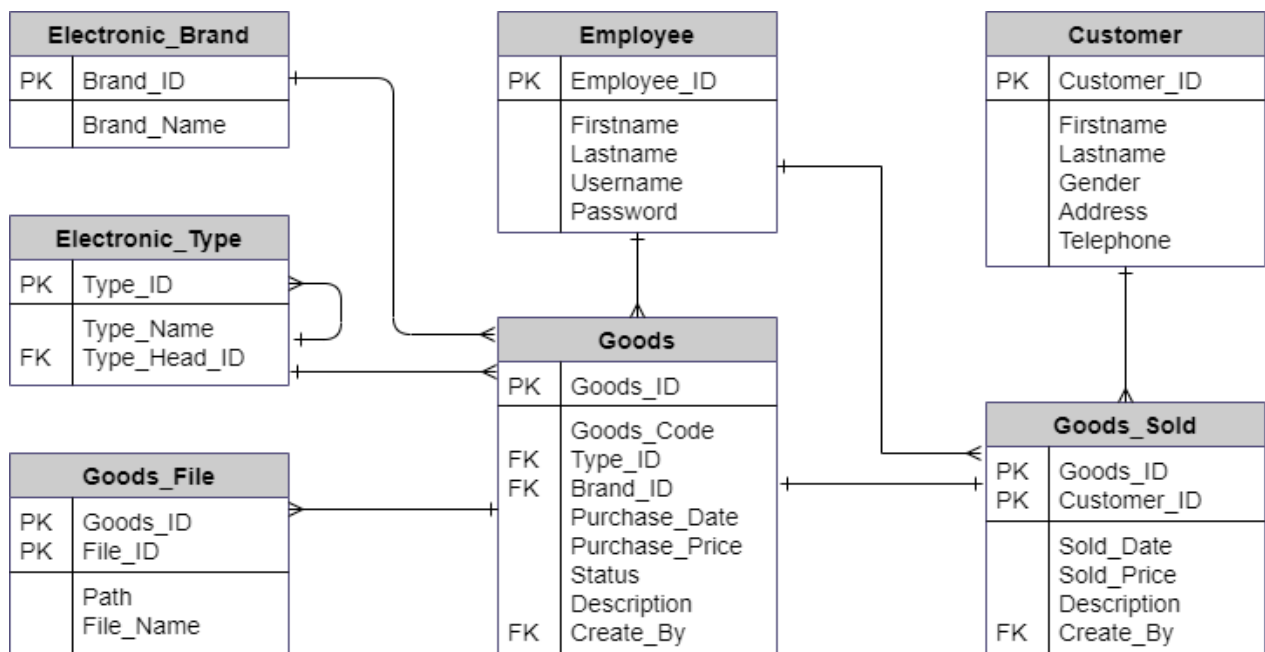 Electronic_Brand
PK Brand_ID
Brand_Name
Electronic_Type
PK Type_ID
Type_Name
FK Type_Head_ID
Goods_File
PK Goods_ID
PK File_ID
Path
File_Name
Employee
PK Employee_ID
Firstname
Lastname
Username
Password
Goods
PK Goods_ID
Goods_Code
FK Type_ID
FK Brand_ID
Purchase_Date
Purchase_Price
Status
Description
FK Create_By
Customer
PK Customer_ID
Firstname
Lastname
Gender
Address
Telephone
Goods_Sold
PK Goods_ID
PK Customer_ID
Sold_Date
Sold_Price
Description
FK Create_By